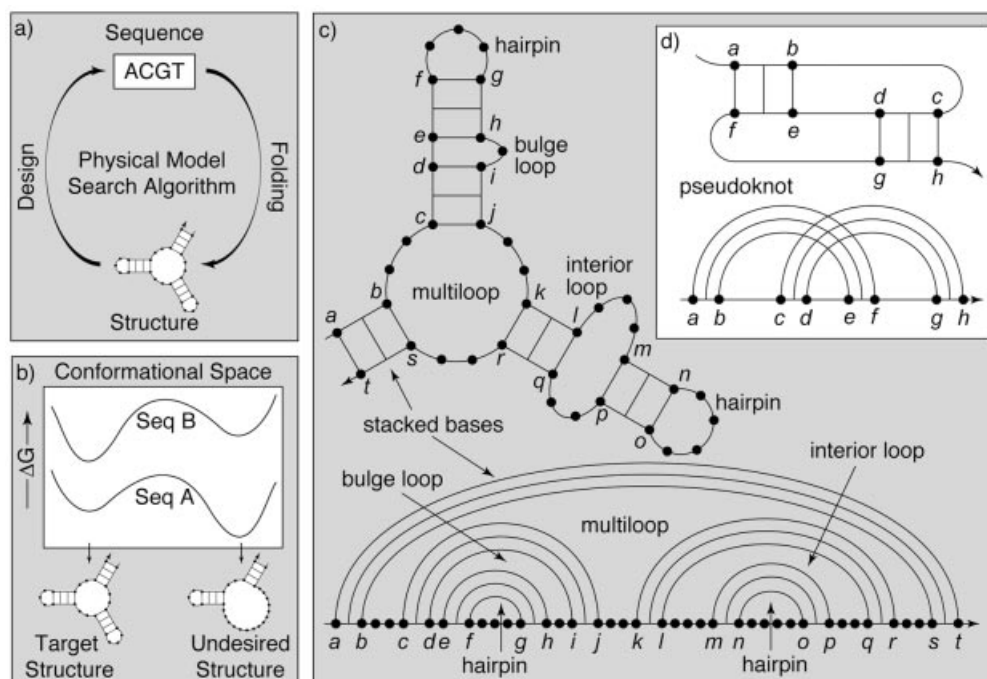 a)
Sequence
ACGT
Design
Physical Model
Search Algorithm
Folding
Structure
b)
Conformational Space
ΔG
Seq B
Seq A
Target
Structure
Undesired
Structure
c)
hairpin
f g
e h
bulge
loop
d i
c j
multiloop
interior
loop
a b k l
s r q m n
t p o
hairpin
stacked bases
bulge loop
interior loop
multiloop
a b c d e f g h i j k l m n o p q r s t
hairpin hairpin
d)
a b
f e d c
g h
pseudoknot
a b c d e f g h